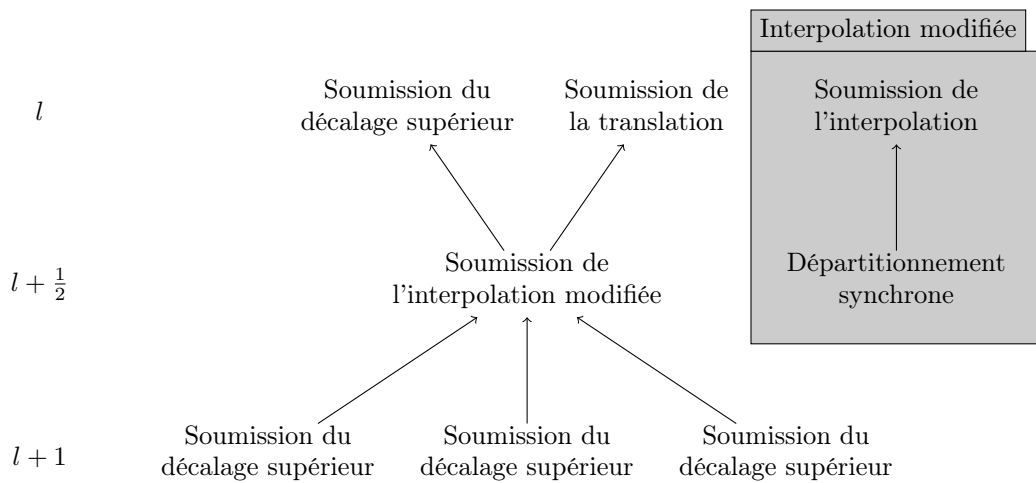 Interpolation modifiée
l
Soumission du
décalage supérieur
Soumission de
la translation
Soumission de
l'interpolation
l + 1/2
Soumission de
l'interpolation modifiée
Départitionnement
synchrone
l + 1
Soumission du
décalage supérieur
Soumission du
décalage supérieur
Soumission du
décalage supérieur